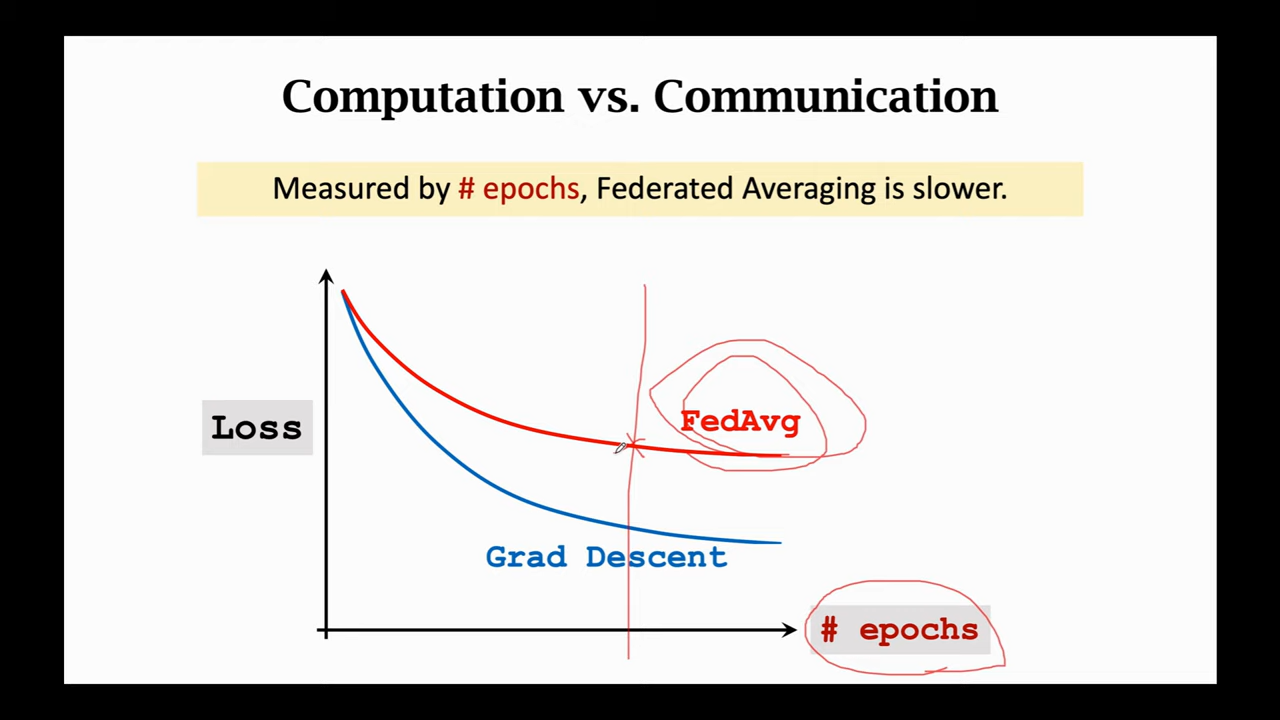 Computation vs. Communication
Measured by # epochs, Federated Averaging is slower.
FedAvg
Loss
Grad Descent
# epochs